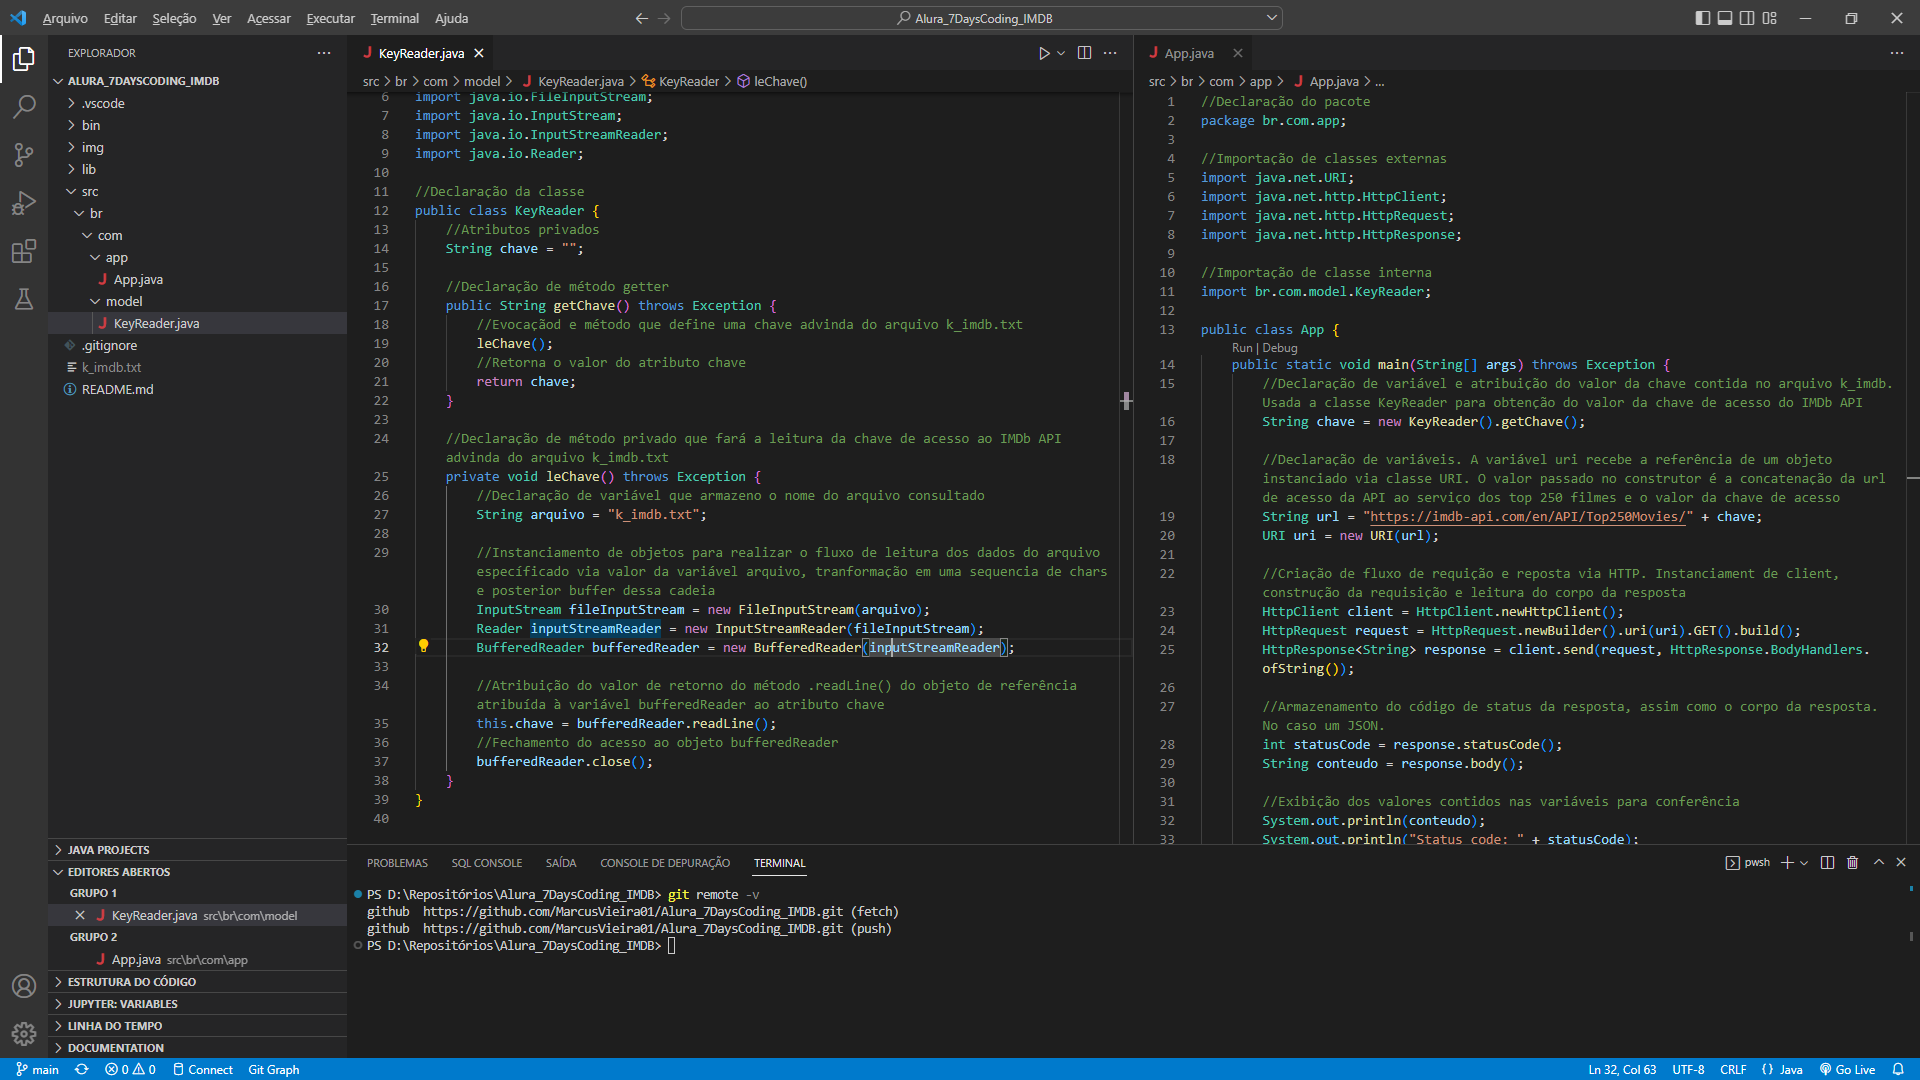 Arquivo Editar Seleção Ver Acessar Executar Terminal Ajuda
Alura_7DaysCoding_IMDB
EXPLORADOR
ALURA_7DAYSCODING_IMDB
.vscode
bin
img
lib
src
br
com
app
App.java
model
KeyReader.java
.gitignore
k_imdb.txt
README.md
JAVA PROJECTS
EDITORES ABERTOS
GRUPO 1
KeyReader.java src\br\com\model
GRUPO 2
App.java src\br\com\app
ESTRUTURA DO CÓDIGO
JUPYTER: VARIABLES
LINHA DO TEMPO
DOCUMENTATION
KeyReader.java
src > br > com > model > KeyReader.java > KeyReader > leChave()
6 import java.io.FileInputStream;
7 import java.io.InputStream;
8 import java.io.InputStreamReader;
9 import java.io.Reader;
10
11 //Declaração da classe
12 public class KeyReader {
13 //Atributos privados
14 String chave = "";
15
16 //Declaração de método getter
17 public String getChave() throws Exception {
18 //Evocaçãod e método que define uma chave advinda do arquivo k_imdb.txt
19 leChave();
20 //Retorna o valor do atributo chave
21 return chave;
22 }
23
24 //Declaração de método privado que fará a leitura da chave de acesso ao IMDb API
advinda do arquivo k_imdb.txt
25 private void leChave() throws Exception {
26 //Declaração de variável que armazeno o nome do arquivo consultado
27 String arquivo = "k_imdb.txt";
28
29 //Instanciamento de objetos para realizar o fluxo de leitura dos dados do arquivo
específicado via valor da variável arquivo, tranformação em uma sequencia de chars
e posterior buffer dessa cadeia
30 InputStream fileInputStream = new FileInputStream(arquivo);
31 Reader inputStreamReader = new InputStreamReader(fileInputStream);
32 BufferedReader bufferedReader = new BufferedReader(inputStreamReader);
33
34 //Atribuição do valor de retorno do método .readLine() do objeto de referência
atribuída à variável bufferedReader ao atributo chave
35 this.chave = bufferedReader.readLine();
36 //Fechamento do acesso ao objeto bufferedReader
37 bufferedReader.close();
38 }
39 }
40
App.java
src > br > com > app > App.java > ...
1 //Declaração do pacote
2 package br.com.app;
3
4 //Importação de classes externas
5 import java.net.URI;
6 import java.net.http.HttpClient;
7 import java.net.http.HttpRequest;
8 import java.net.http.HttpResponse;
9
10 //Importação de classe interna
11 import br.com.model.KeyReader;
12
13 public class App {
Run | Debug
14 public static void main(String[] args) throws Exception {
15 //Declaração de variável e atribuição do valor da chave contida no arquivo k_imdb.
Usada a classe KeyReader para obtenção do valor da chave de acesso do IMDb API
16 String chave = new KeyReader().getChave();
17
18 //Declaração de variáveis. A variável uri recebe a referência de um objeto
instanciado via classe URI. O valor passado no construtor é a concatenação da url
de acesso da API ao serviço dos top 250 filmes e o valor da chave de acesso
19 String url = "https://imdb-api.com/en/API/Top250Movies/" + chave;
20 URI uri = new URI(url);
21
22 //Criação de fluxo de requição e reposta via HTTP. Instanciament de client,
construção da requisição e leitura do corpo da resposta
23 HttpClient client = HttpClient.newHttpClient();
24 HttpRequest request = HttpRequest.newBuilder().uri(uri).GET().build();
25 HttpResponse<String> response = client.send(request, HttpResponse.BodyHandlers.
ofString());
26
27 //Armazenamento do código de status da resposta, assim como o corpo da resposta.
No caso um JSON.
28 int statusCode = response.statusCode();
29 String conteudo = response.body();
30
31 //Exibição dos valores contidos nas variáveis para conferência
32 System.out.println(conteudo);
33 System.out.println("Status code: " + statusCode);
PROBLEMAS SQL CONSOLE SAÍDA CONSOLE DE DEPURAÇÃO TERMINAL
pwsh
PS D:\Repositórios\Alura_7DaysCoding_IMDB> git remote -v
github https://github.com/MarcusVieira01/Alura_7DaysCoding_IMDB.git (fetch)
github https://github.com/MarcusVieira01/Alura_7DaysCoding_IMDB.git (push)
PS D:\Repositórios\Alura_7DaysCoding_IMDB>
main 0 0 Connect Git Graph
Ln 32, Col 63 UTF-8 CRLF {} Java Go Live